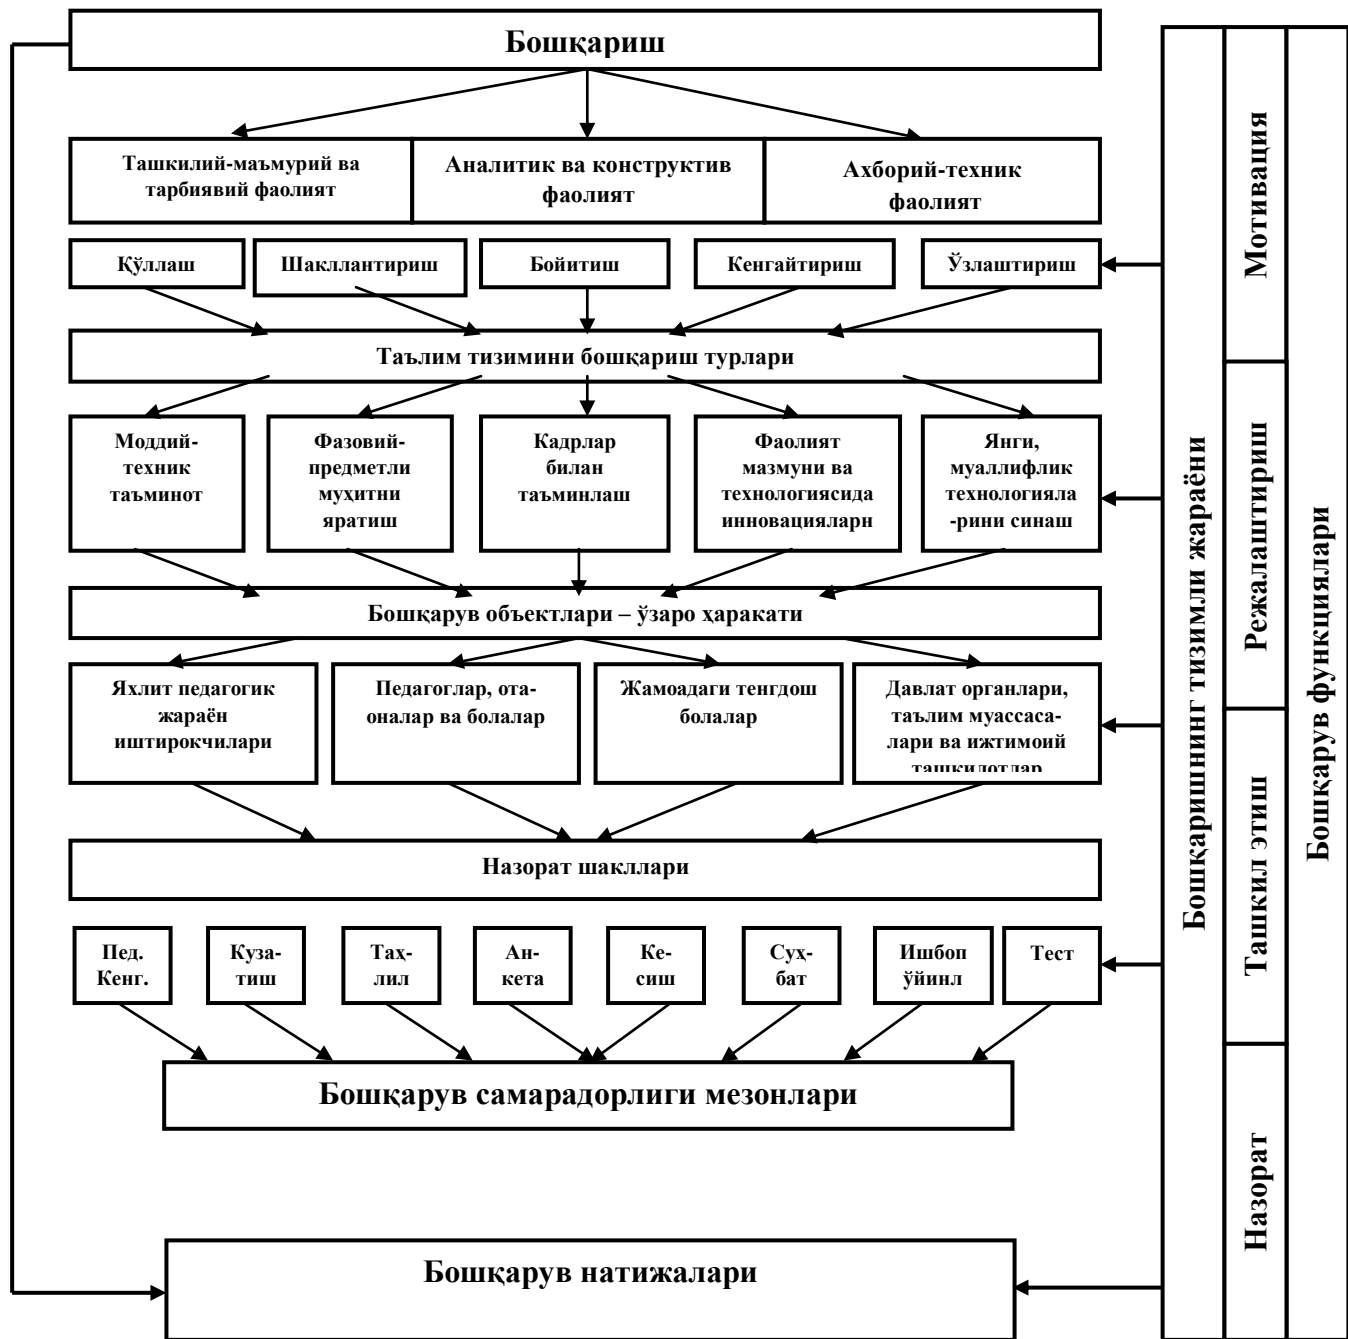 Бошқариш
Ташкилий-маъмурий ва
тарбиявий фаолият
Аналитик ва конструктив
фаолият
Ахборий-техник
фаолият
Қўллаш
Шакллантириш
Бойитиш
Кенгайтириш
Ўзлаштириш
Таълим тизимини бошқариш турлари
Моддий-
техник
таъминот
Фазовий-
предметли
муҳитни
яратиш
Кадрлар
билан
таъминлаш
Фаолият
мазмуни ва
технологиясида
инновацияларн
Янги,
муаллифлик
технологияла
-рини синаш
Бошқарув объектлари – ўзаро ҳаракати
Яхлит педагогик
жараён
иштирокчилари
Педагоглар, ота-
оналар ва болалар
Жамоадаги тенгдош
болалар
Давлат органлари,
таълим муассаса-
лари ва ижтимоий
ташкилотлар
Назорат шакллари
Пед.
Кенг.
Куза-
тиш
Таҳ-
лил
Ан-
кета
Ке-
сиш
Суҳ-
бат
Ишбоп
ўйинл
Тест
Бошқарув самарадорлиги мезонлари
Бошқарув натижалари
Бошқаришнинг тизимли жараёни
Мотивация
Режалаштириш
Ташкил этиш
Назорат
Бошқарув функциялари